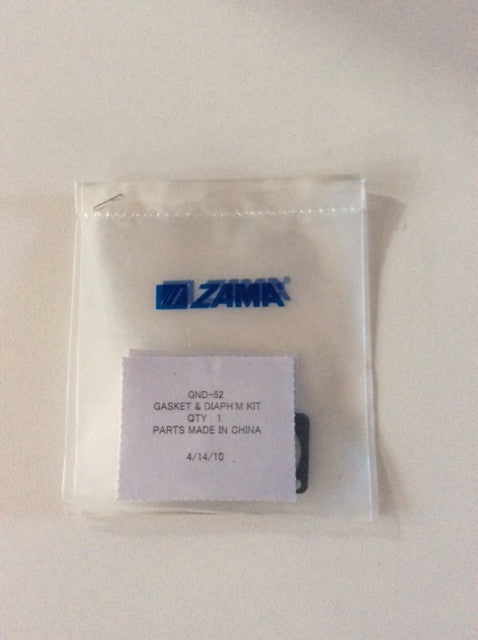 ZAMA®
GND-52
GASKET & DIAPH'M KIT
QTY 1
PARTS MADE IN CHINA
4/14/10